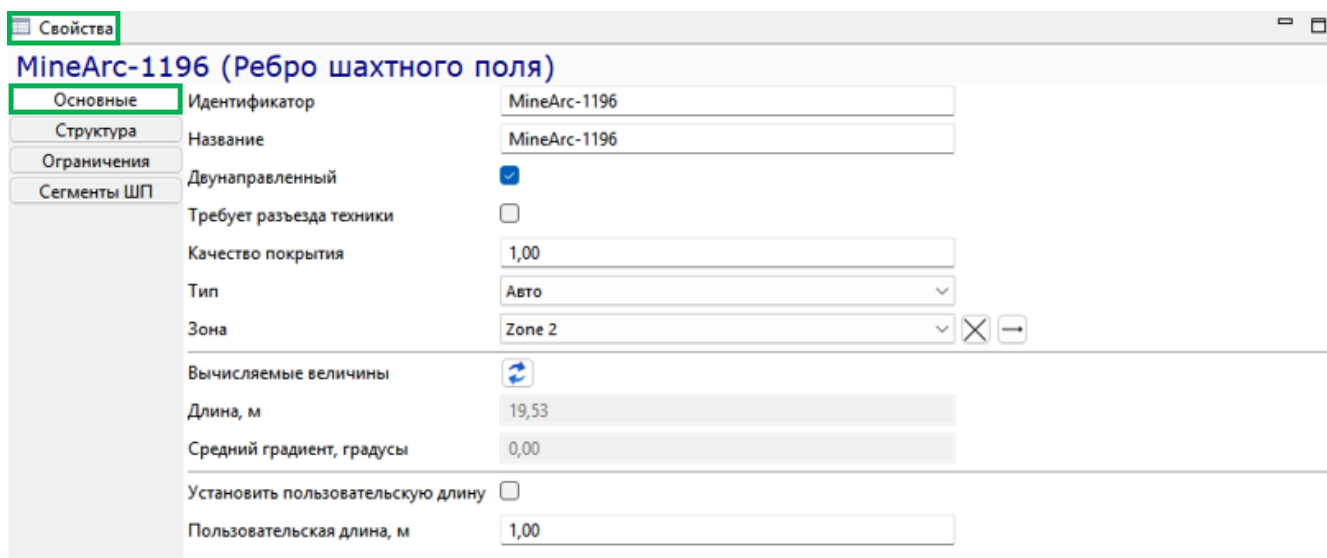 Свойства
MineArc-1196 (Ребро шахтного поля)
Основные
Структура
Ограничения
Сегменты ШП
Идентификатор MineArc-1196
Название MineArc-1196
Двунаправленный
Требует разъезда техники
Качество покрытия 1,00
Тип Авто
Зона Zone 2
Вычисляемые величины
Длина, м 19,53
Средний градиент, градусы 0,00
Установить пользовательскую длину
Пользовательская длина, м 1,00